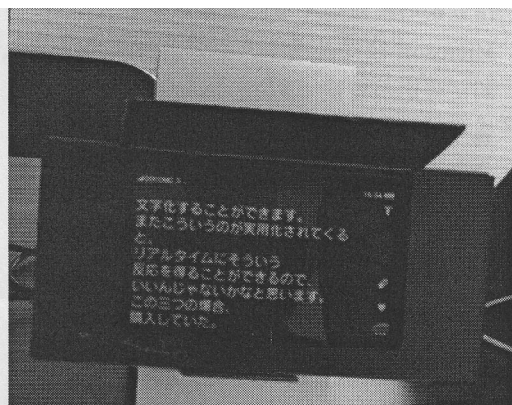 文字化することができます。
またこういうのが実用化されてくる
と、
リアルタイムにそういう
反応を得ることができるので、
いいんじゃないかなと思います。
この三つの場合、
購入していた。